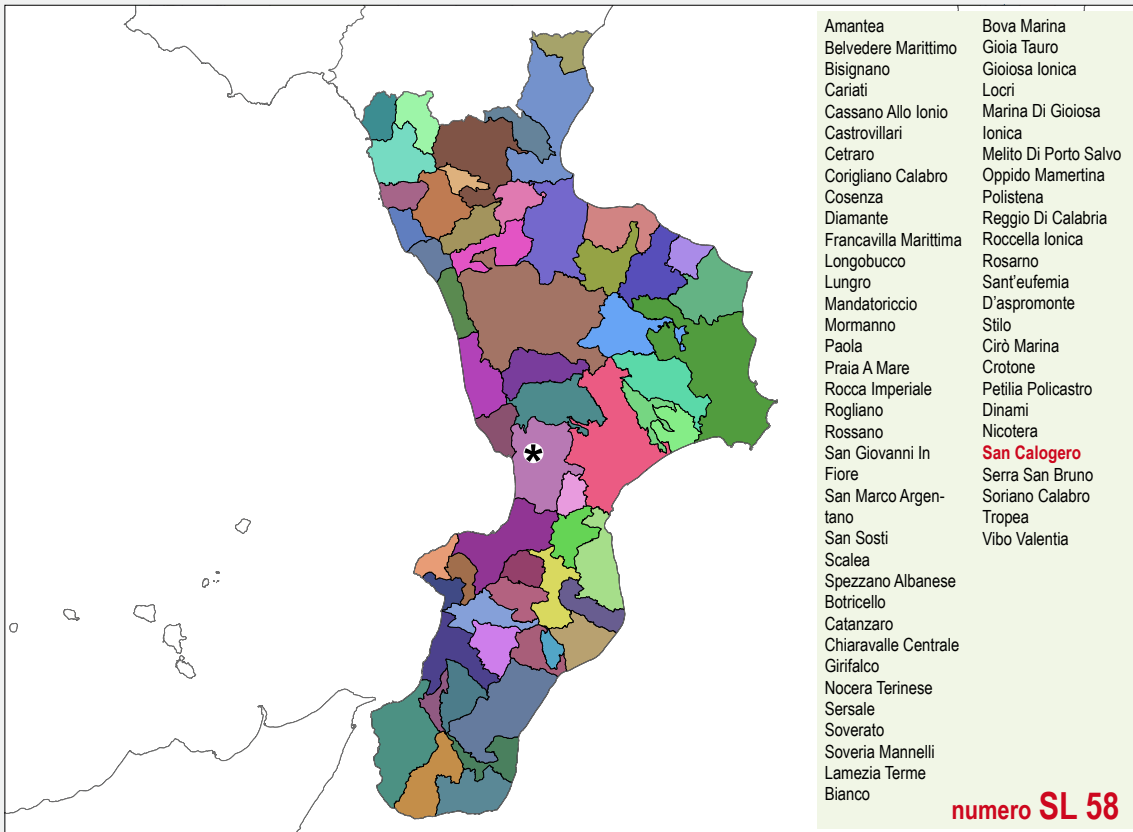 Amantea
Belvedere Marittimo
Bisignano
Cariati
Cassano Allo Ionio
Castrovillari
Cetraro
Corigliano Calabro
Cosenza
Diamante
Francavilla Marittima
Longobucco
Lungro
Mandatoriccio
Mormanno
Paola
Praia A Mare
Rocca Imperiale
Rogliano
Rossano
San Giovanni In
Fiore
San Marco Argen-
tano
San Sosti
Scalea
Spezzano Albanese
Botricello
Catanzaro
Chiaravalle Centrale
Girifalco
Nocera Terinese
Sersale
Soverato
Soveria Mannelli
Lamezia Terme
Bianco
Bova Marina
Gioia Tauro
Gioiosa Ionica
Locri
Marina Di Gioiosa
Ionica
Melito Di Porto Salvo
Oppido Mamertina
Polistena
Reggio Di Calabria
Roccella Ionica
Rosarno
Sant'eufemia
D'aspromonte
Stilo
Cirò Marina
Crotone
Petilia Policastro
Dinami
Nicotera
San Calogero
Serra San Bruno
Soriano Calabro
Tropea
Vibo Valentia
numero SL 58